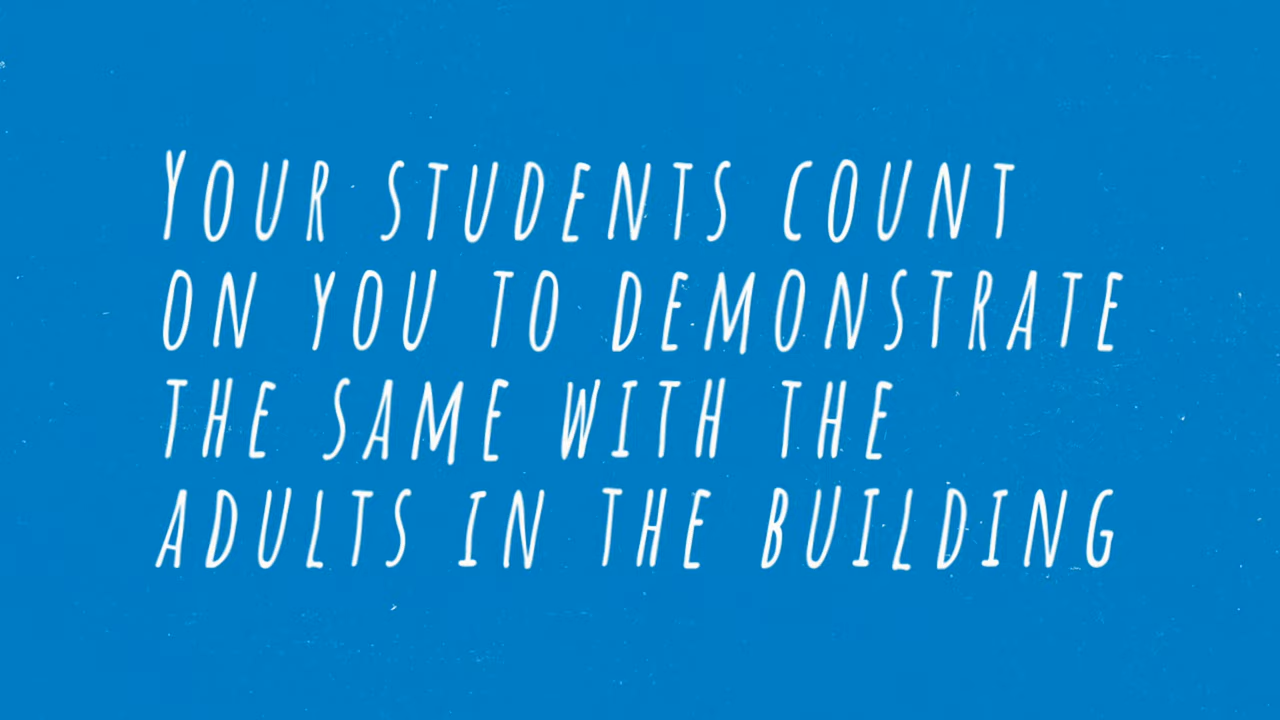 Your students count
on you to demonstrate
the same with the
adults in the building